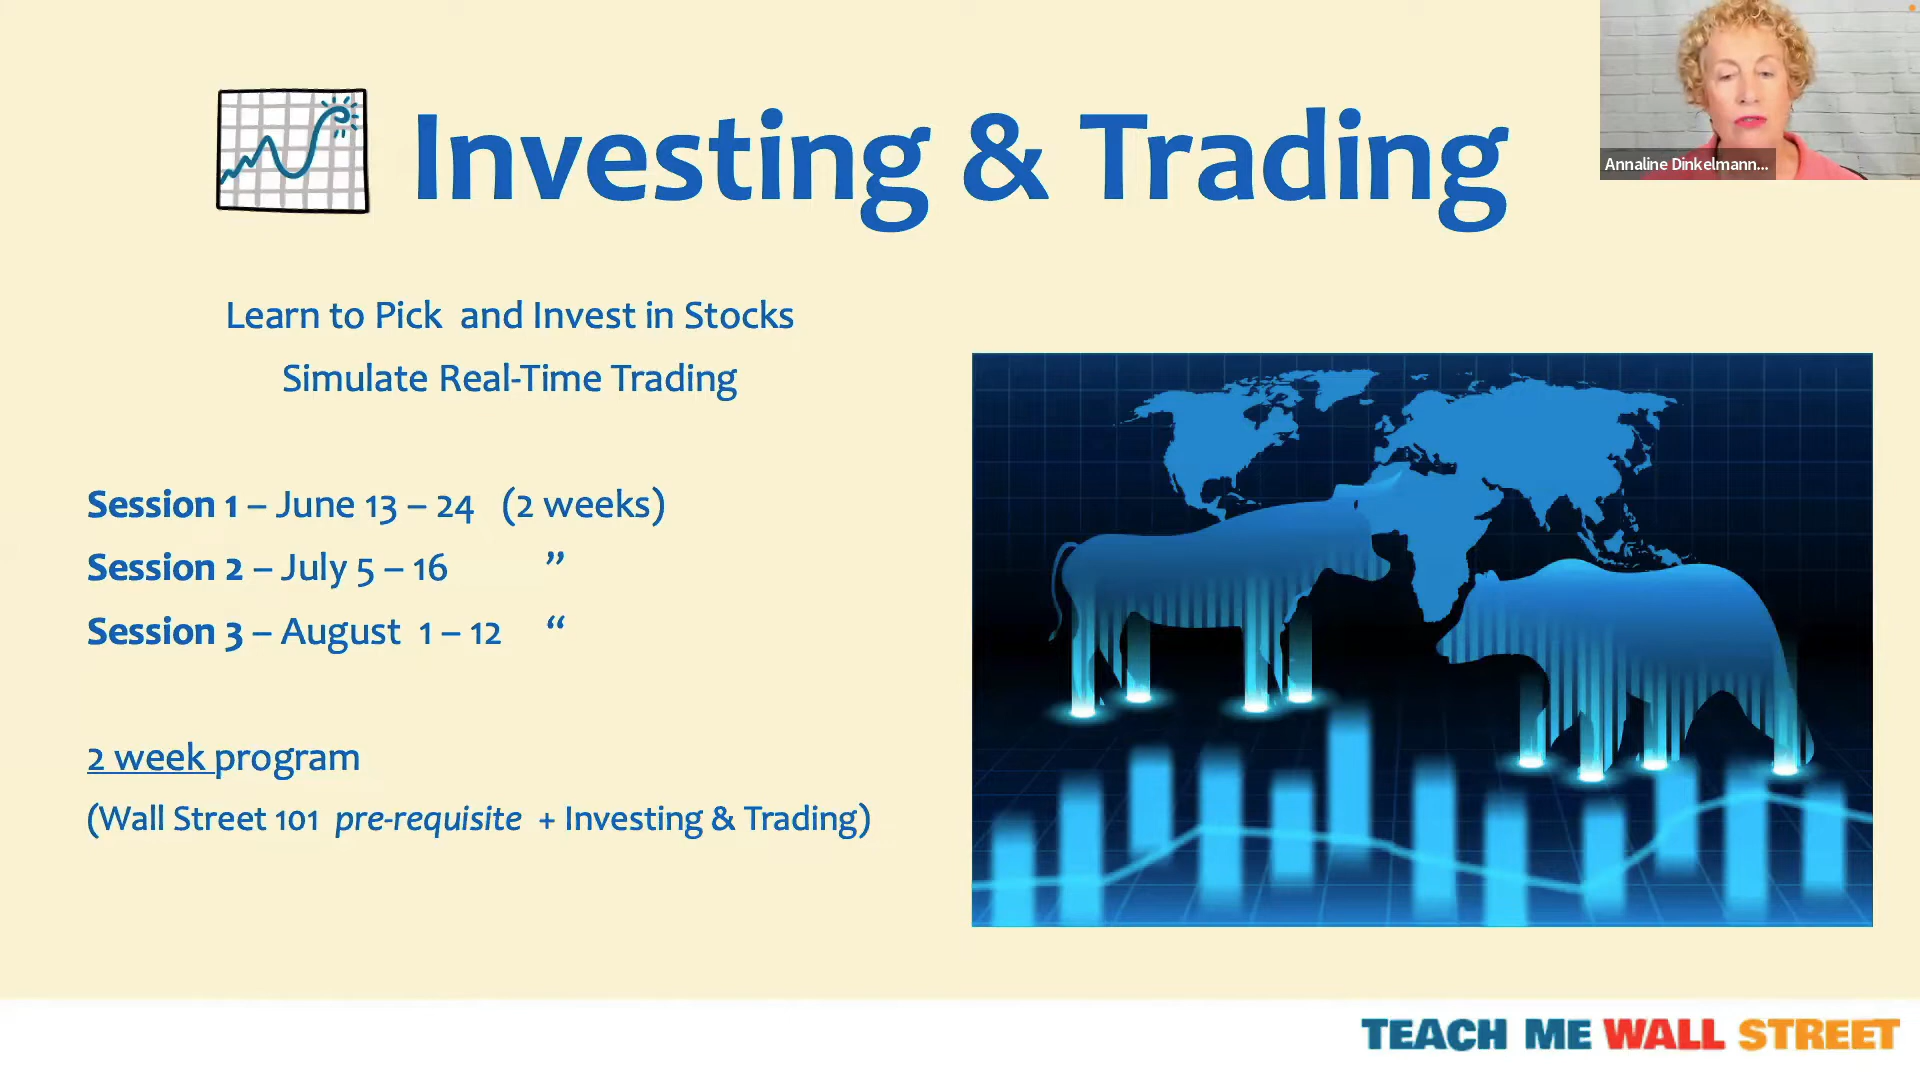 Investing & Trading
Annaline Dinkelmann...
Learn to Pick and Invest in Stocks
Simulate Real-Time Trading
Session 1 – June 13 – 24 (2 weeks)
Session 2 – July 5 – 16 ”
Session 3 – August 1 – 12 “
2 week program
(Wall Street 101 pre-requisite + Investing & Trading)
TEACH ME WALL STREET